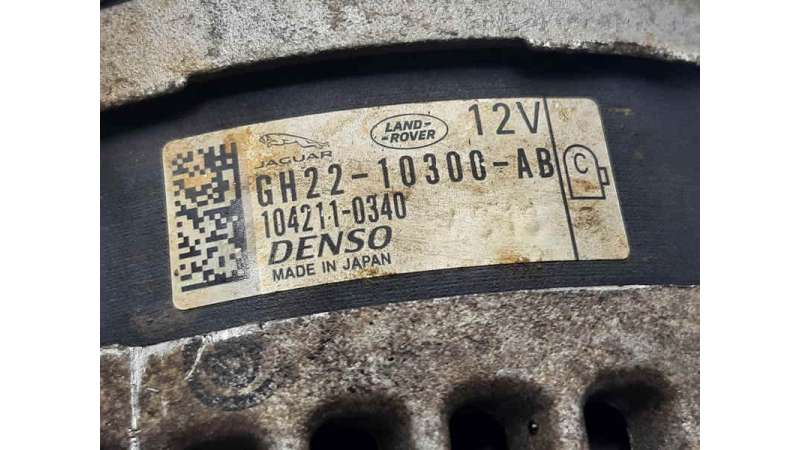 JAGUAR
LAND-
-ROVER
12V
GH22-10300-AB
C
104211-0340
DENSO
MADE IN JAPAN